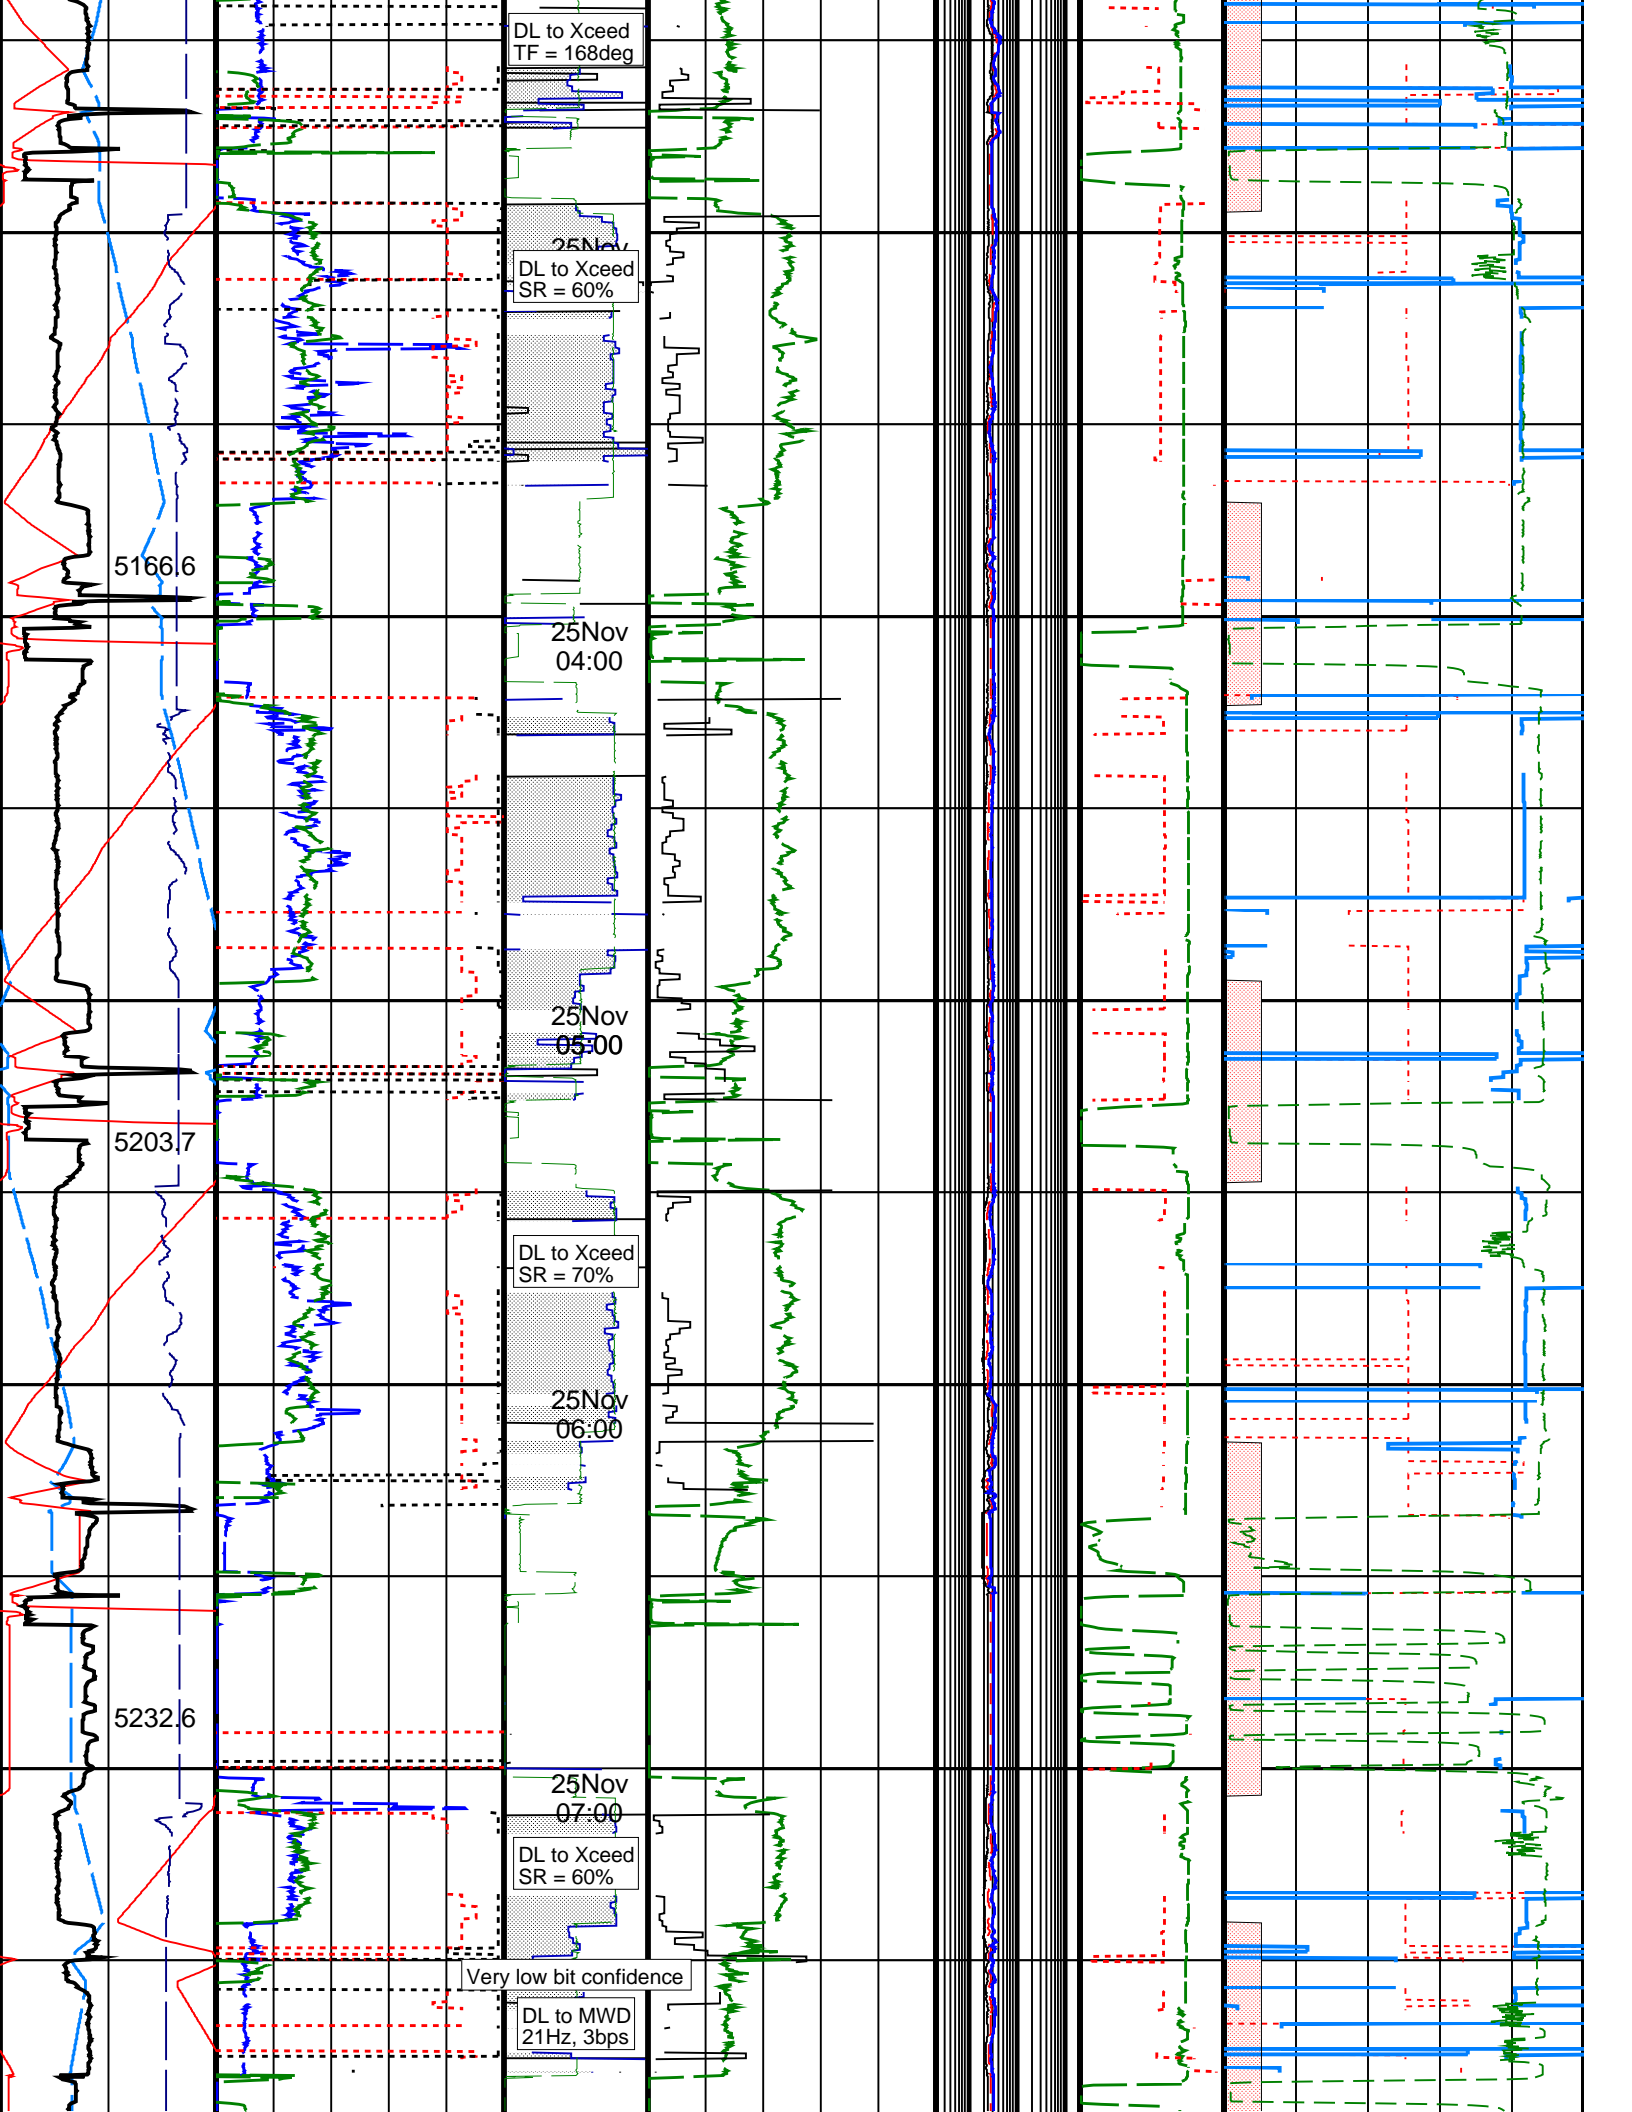 DL to Xceed
TF = 168deg
25Nov
DL to Xceed
SR = 60%
5166.6
25Nov
04:00
25Nov
05:00
5203.7
DL to Xceed
SR = 70%
25Nov
06:00
5232.6
25Nov
07:00
DL to Xceed
SR = 60%
Very low bit confidence
DL to MWD
21Hz, 3bps